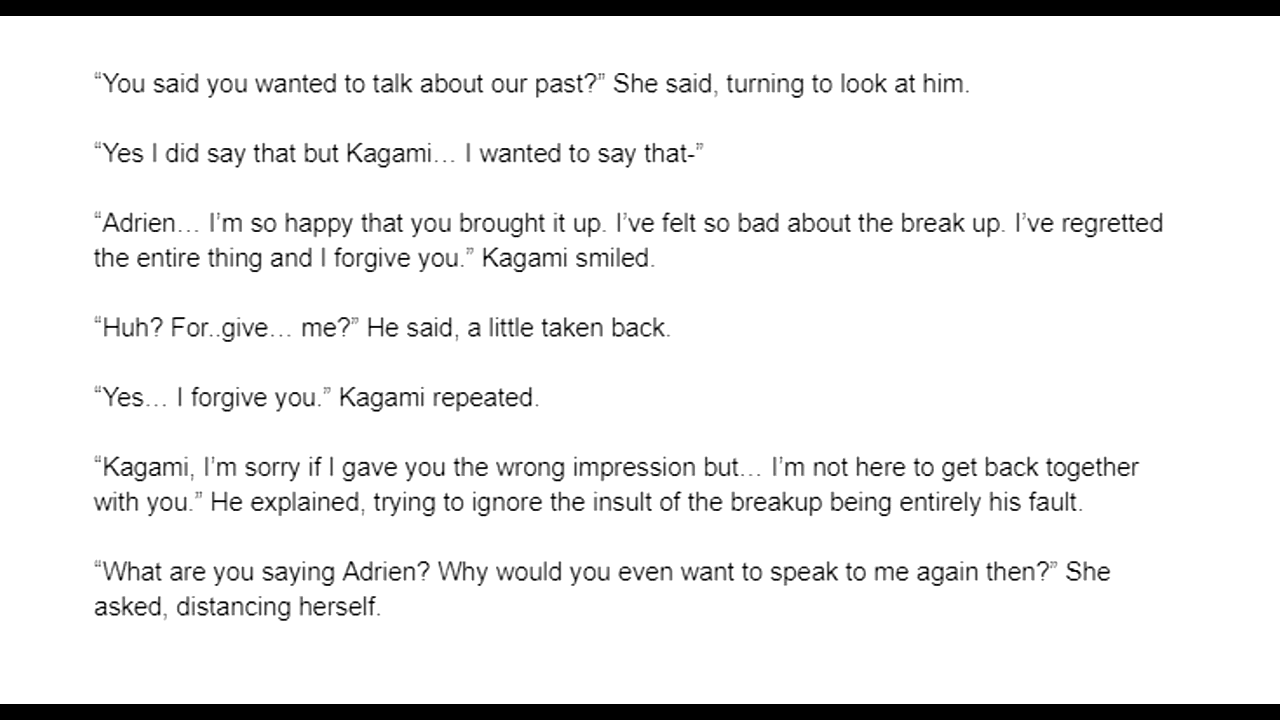 “You said you wanted to talk about our past?” She said, turning to look at him.
“Yes I did say that but Kagami… I wanted to say that-”
“Adrien… I’m so happy that you brought it up. I’ve felt so bad about the break up. I’ve regretted
the entire thing and I forgive you.” Kagami smiled.
“Huh? For..give… me?” He said, a little taken back.
“Yes… I forgive you.” Kagami repeated.
“Kagami, I’m sorry if I gave you the wrong impression but… I’m not here to get back together
with you.” He explained, trying to ignore the insult of the breakup being entirely his fault.
“What are you saying Adrien? Why would you even want to speak to me again then?” She
asked, distancing herself.